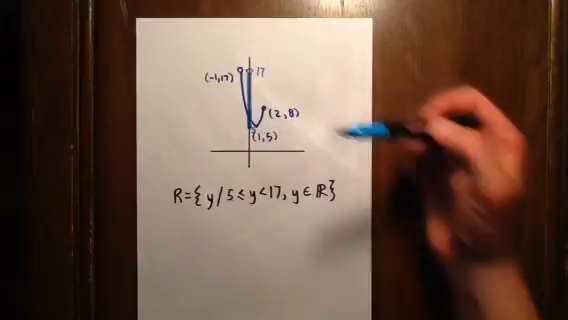 17
(-1,17)
(2,8)
(1,5)
R={y/5≤y<17, y∈ℝ}